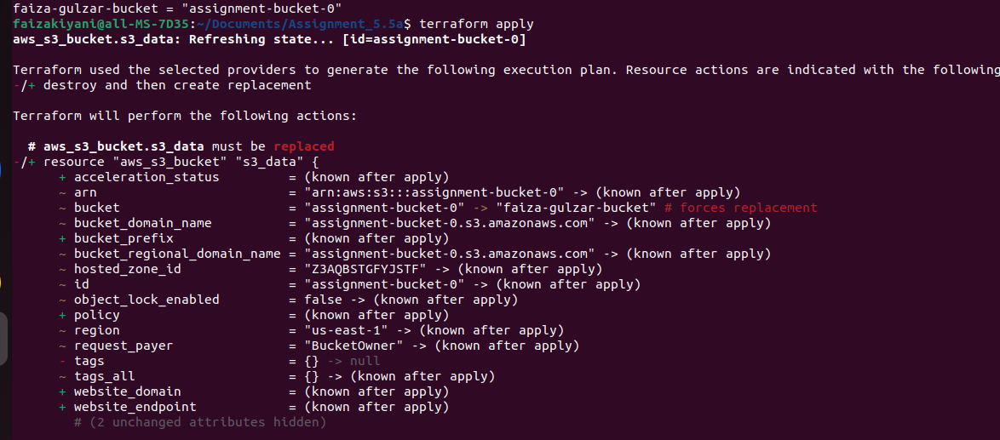 faiza-gulzar-bucket = "assignment-bucket-0"
faizakiyani@all-MS-7D35:~/Documents/Assignment_5.5a$ terraform apply
aws_s3_bucket.s3_data: Refreshing state... [id=assignment-bucket-0]
Terraform used the selected providers to generate the following execution plan. Resource actions are indicated with the following
-/+ destroy and then create replacement
Terraform will perform the following actions:
# aws_s3_bucket.s3_data must be replaced
-/+ resource "aws_s3_bucket" "s3_data" {
+ acceleration_status = (known after apply)
~ arn = "arn:aws:s3:::assignment-bucket-0" -> (known after apply)
~ bucket = "assignment-bucket-0" -> "faiza-gulzar-bucket" # forces replacement
~ bucket_domain_name = "assignment-bucket-0.s3.amazonaws.com" -> (known after apply)
+ bucket_prefix = (known after apply)
~ bucket_regional_domain_name = "assignment-bucket-0.s3.amazonaws.com" -> (known after apply)
~ hosted_zone_id = "Z3AQBSTGFYJSTF" -> (known after apply)
~ id = "assignment-bucket-0" -> (known after apply)
~ object_lock_enabled = false -> (known after apply)
+ policy = (known after apply)
~ region = "us-east-1" -> (known after apply)
~ request_payer = "BucketOwner" -> (known after apply)
- tags = {} -> null
~ tags_all = {} -> (known after apply)
+ website_domain = (known after apply)
+ website_endpoint = (known after apply)
# (2 unchanged attributes hidden)